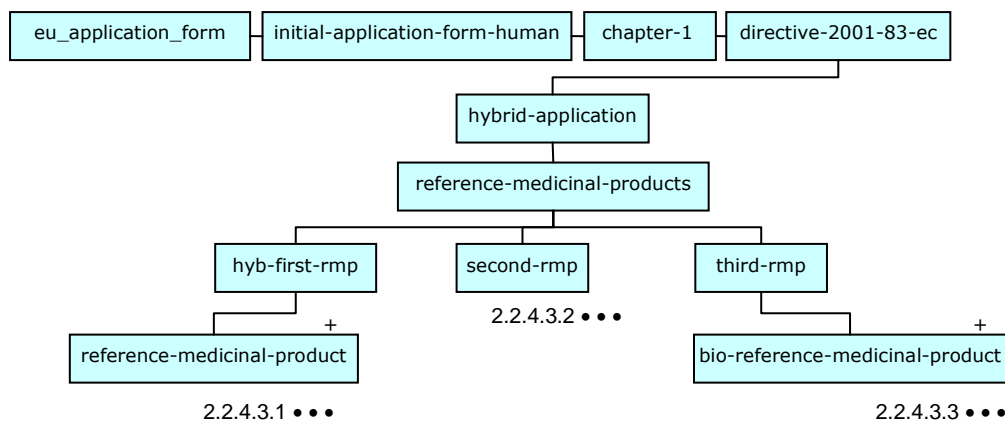 eu_application_form initial-application-form-human chapter-1 directive-2001-83-ec
hybrid-application
reference-medicinal-products
hyb-first-rmp second-rmp third-rmp
2.2.4.3.2 • • •
+ +
reference-medicinal-product bio-reference-medicinal-product
2.2.4.3.1 • • • 2.2.4.3.3 • • •